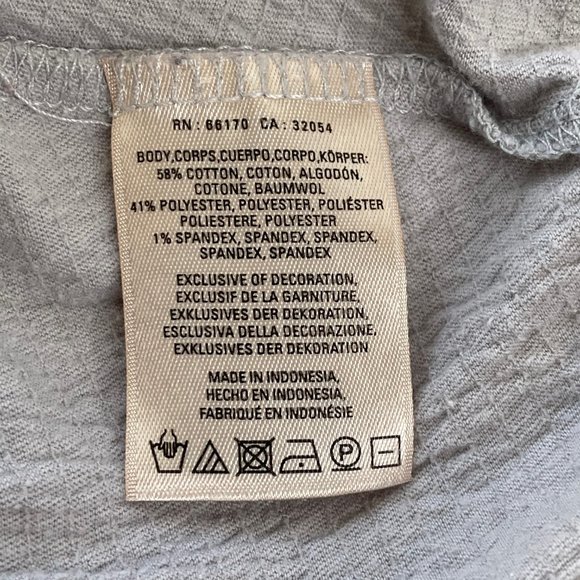 RN : 66170 CA : 32054
BODY,CORPS,CUERPO,CORPO,KÖRPER:
58% COTTON, COTON, ALGODÓN,
COTONE, BAUMWOL
41% POLYESTER, POLYESTER, POLIÉSTER
POLIESTERE, POLYESTER
1% SPANDEX, SPANDEX, SPANDEX,
SPANDEX, SPANDEX
EXCLUSIVE OF DECORATION,
EXCLUSIF DE LA GARNITURE,
EXKLUSIVES DER DEKORATION,
ESCLUSIVA DELLA DECORAZIONE,
EXKLUSIVES DER DEKORATION
MADE IN INDONESIA,
HECHO EN INDONESIA,
FABRIQUÉ EN INDONÉSIE
P